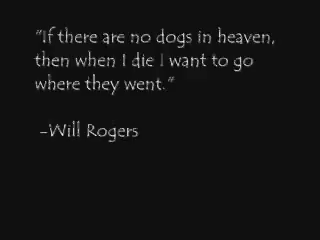 "If there are no dogs in heaven,
then when I die I want to go
where they went."
-Will Rogers